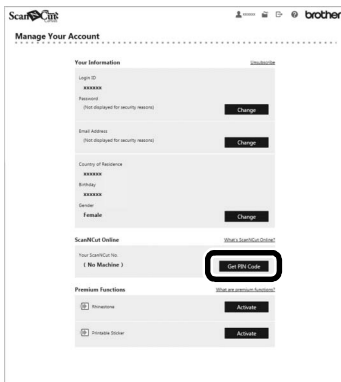 ScanNCut
CANVAS
xxxxxx
brother
Manage Your Account
Your Information
Unsubscribe
Login ID
xxxxxx
Password
(Not displayed for security reasons)
Change
Email Address
(Not displayed for security reasons)
Change
Country of Residence
xxxxxx
Birthday
xxxxxx
Gender
Female
Change
ScanNCut Online
What's ScanNCut Online?
Your ScanNCut No.
( No Machine )
Get PIN Code
Premium Functions
What are premium functions?
Rhinestone
Activate
Printable Sticker
Activate